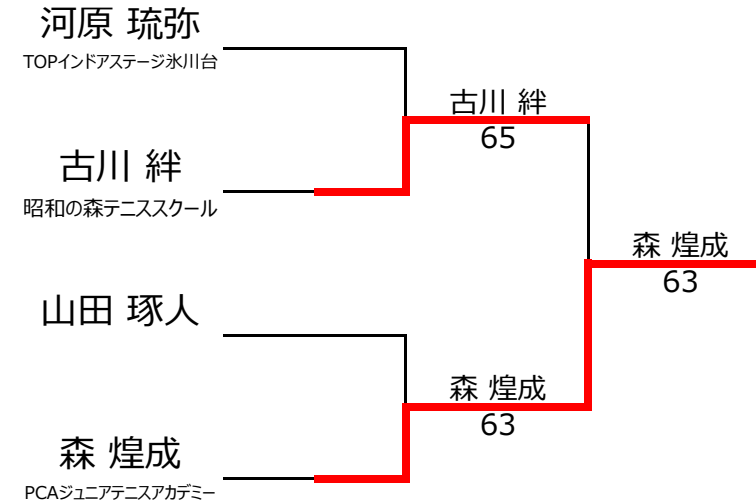 河原 琉弥
TOPインドアステージ氷川台
古川 絆
65
古川 絆
昭和の森テニススクール
森 煌成
63
山田 琢人
森 煌成
63
森 煌成
PCAジュニアテニスアカデミー